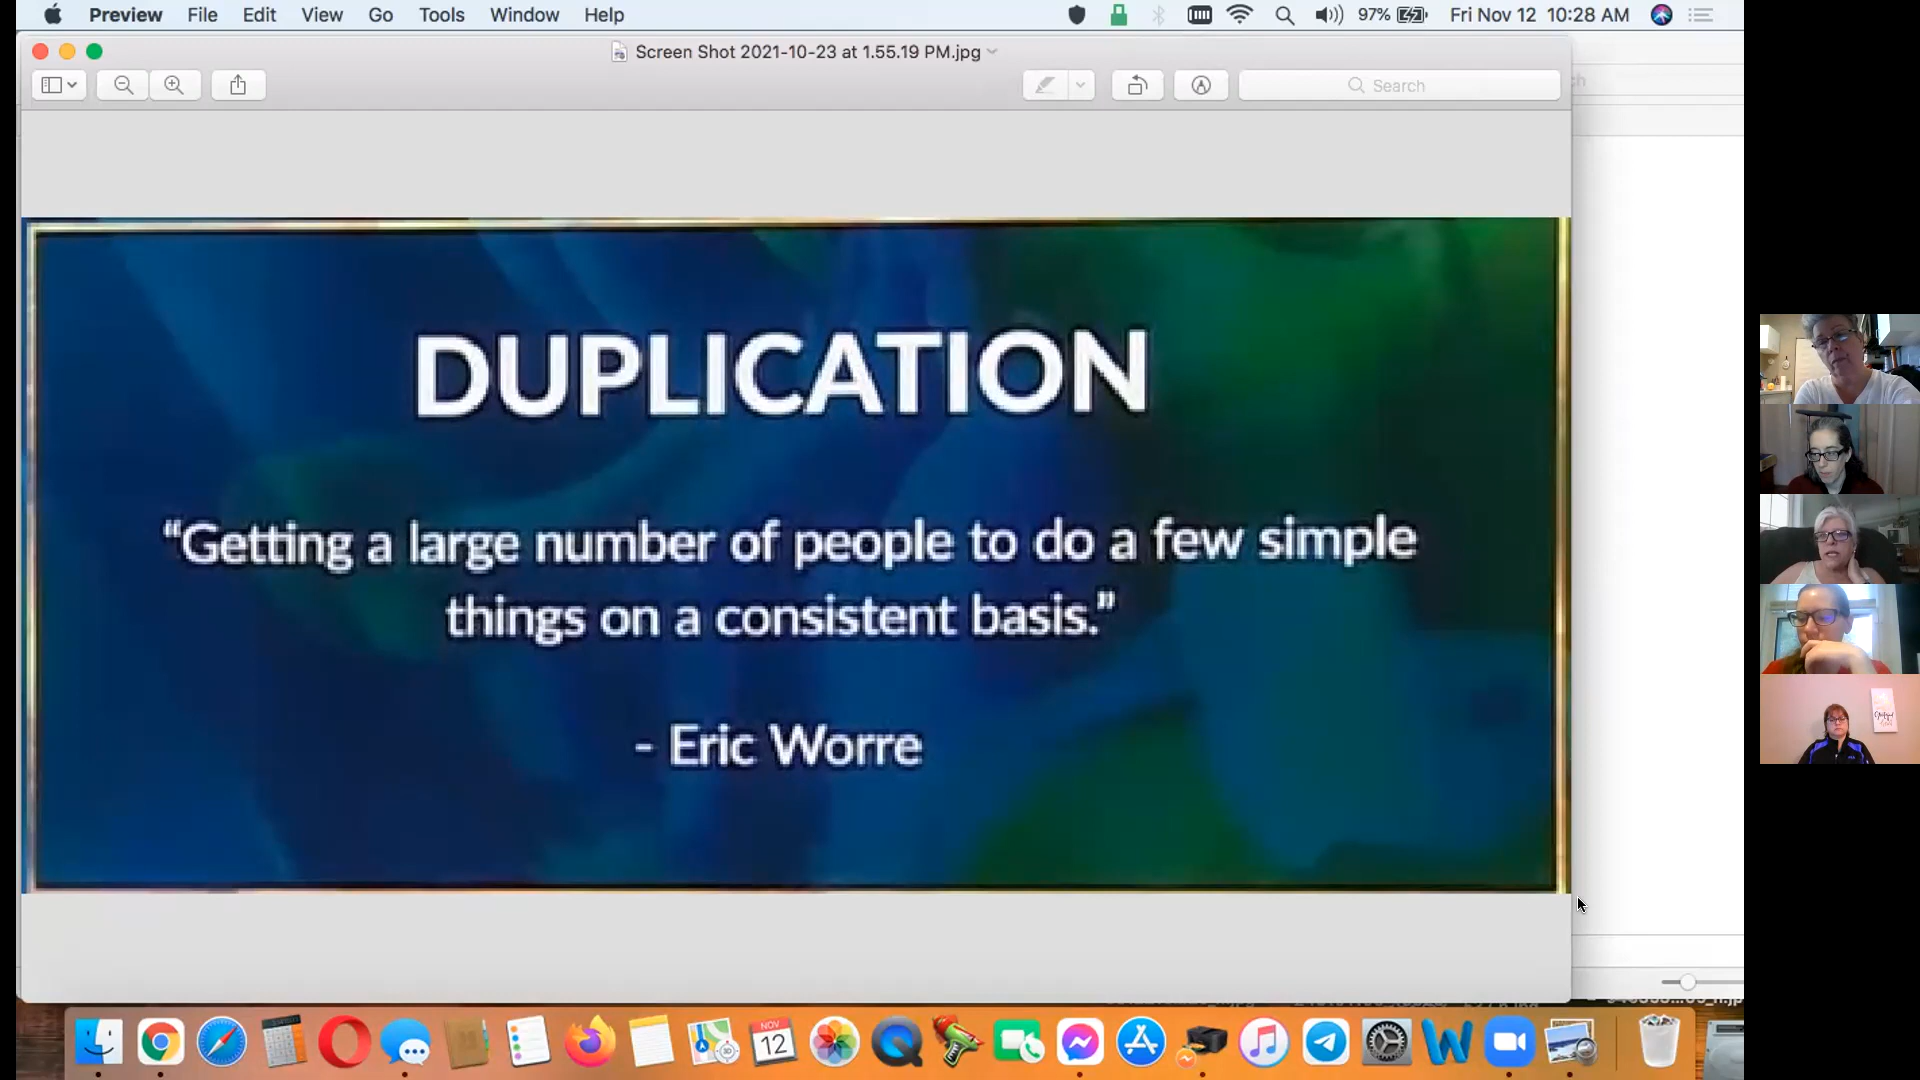 Preview File Edit View Go Tools Window Help 97% Fri Nov 12 10:28 AM
Screen Shot 2021-10-23 at 1.55.19 PM.jpg
Search
DUPLICATION
“Getting a large number of people to do a few simple
things on a consistent basis.”
- Eric Worre
NOV
12